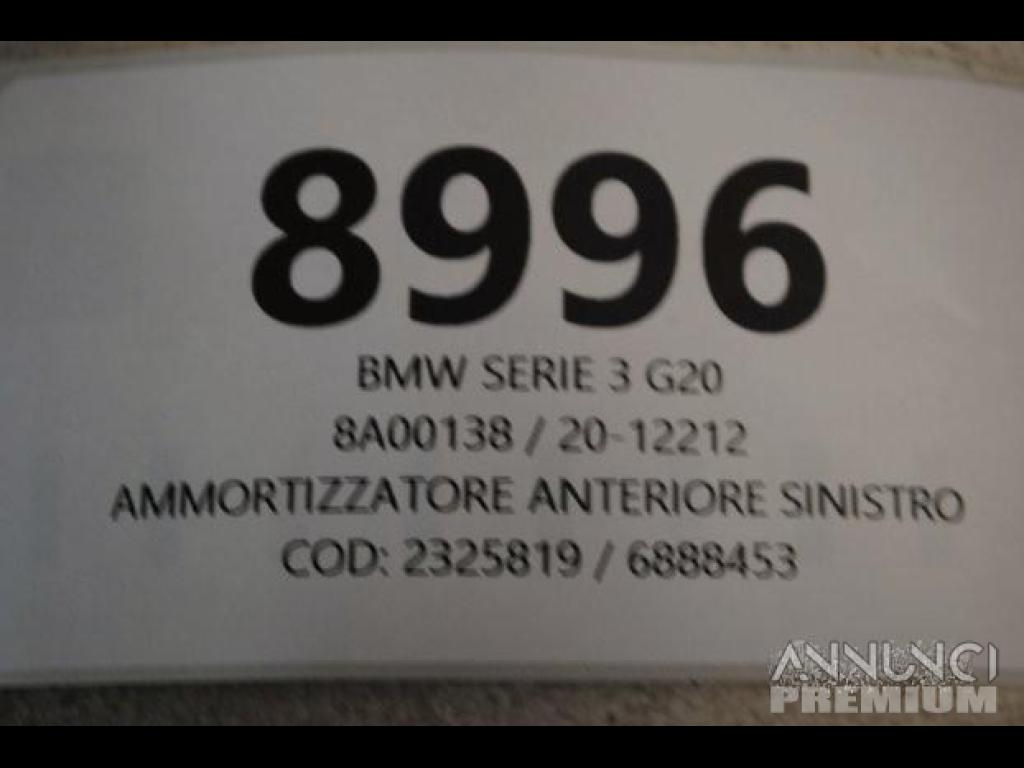 8996
BMW SERIE 3 G20
8A00138 / 20-12212
AMMORTIZZATORE ANTERIORE SINISTRO
COD: 2325819 / 6888453
ANNUNCI
PREMIUM